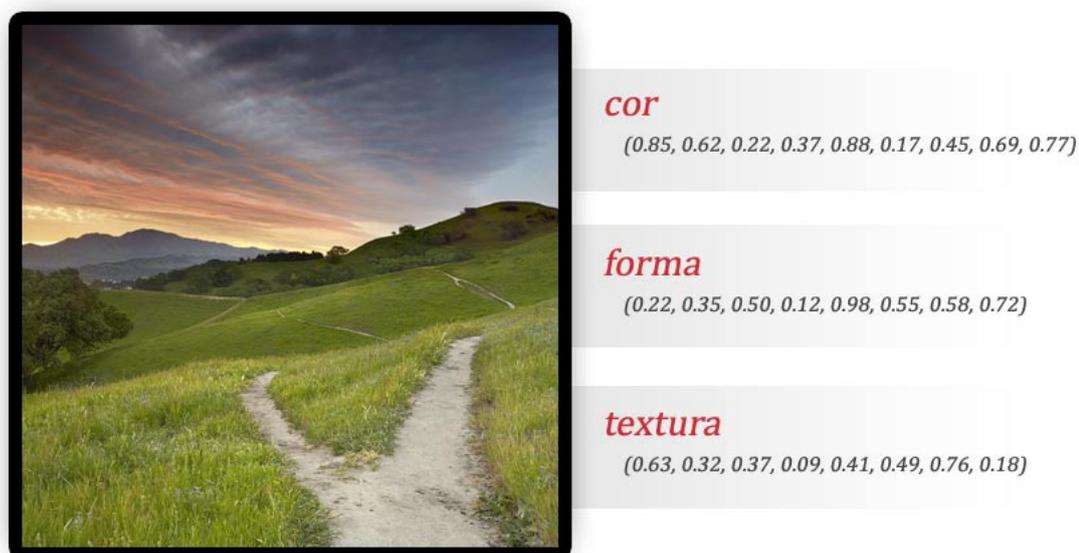 cor
(0.85, 0.62, 0.22, 0.37, 0.88, 0.17, 0.45, 0.69, 0.77)
forma
(0.22, 0.35, 0.50, 0.12, 0.98, 0.55, 0.58, 0.72)
textura
(0.63, 0.32, 0.37, 0.09, 0.41, 0.49, 0.76, 0.18)